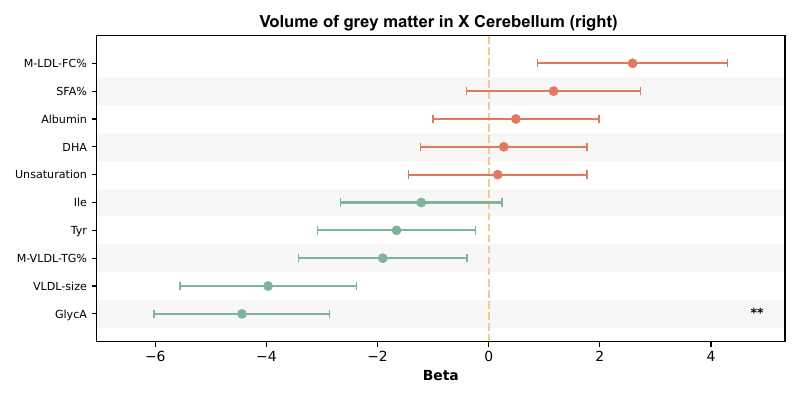 Volume of grey matter in X Cerebellum (right)
M-LDL-FC%
SFA%
Albumin
DHA
Unsaturation
Ile
Tyr
M-VLDL-TG%
VLDL-size
GlycA **
−6 −4 −2 0 2 4
Beta